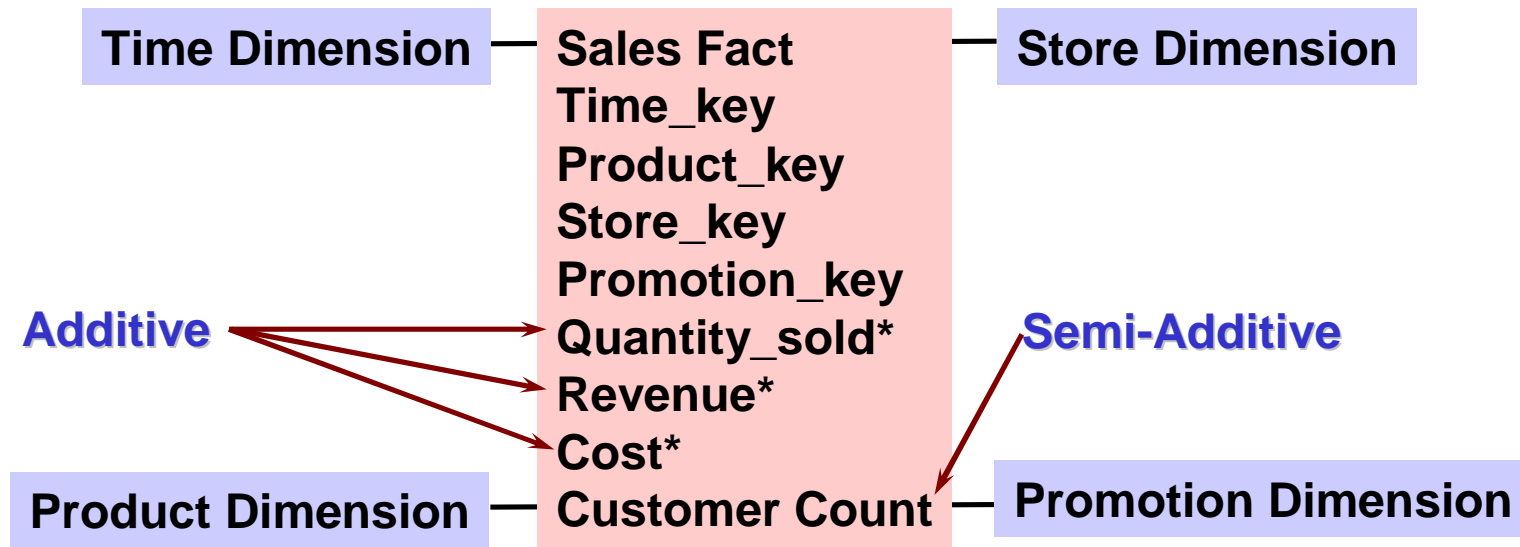 Time Dimension
Sales Fact
Store Dimension
Time_key
Product_key
Store_key
Promotion_key
Additive
Quantity_sold*
Semi-Additive
Revenue*
Cost*
Product Dimension
Customer Count
Promotion Dimension